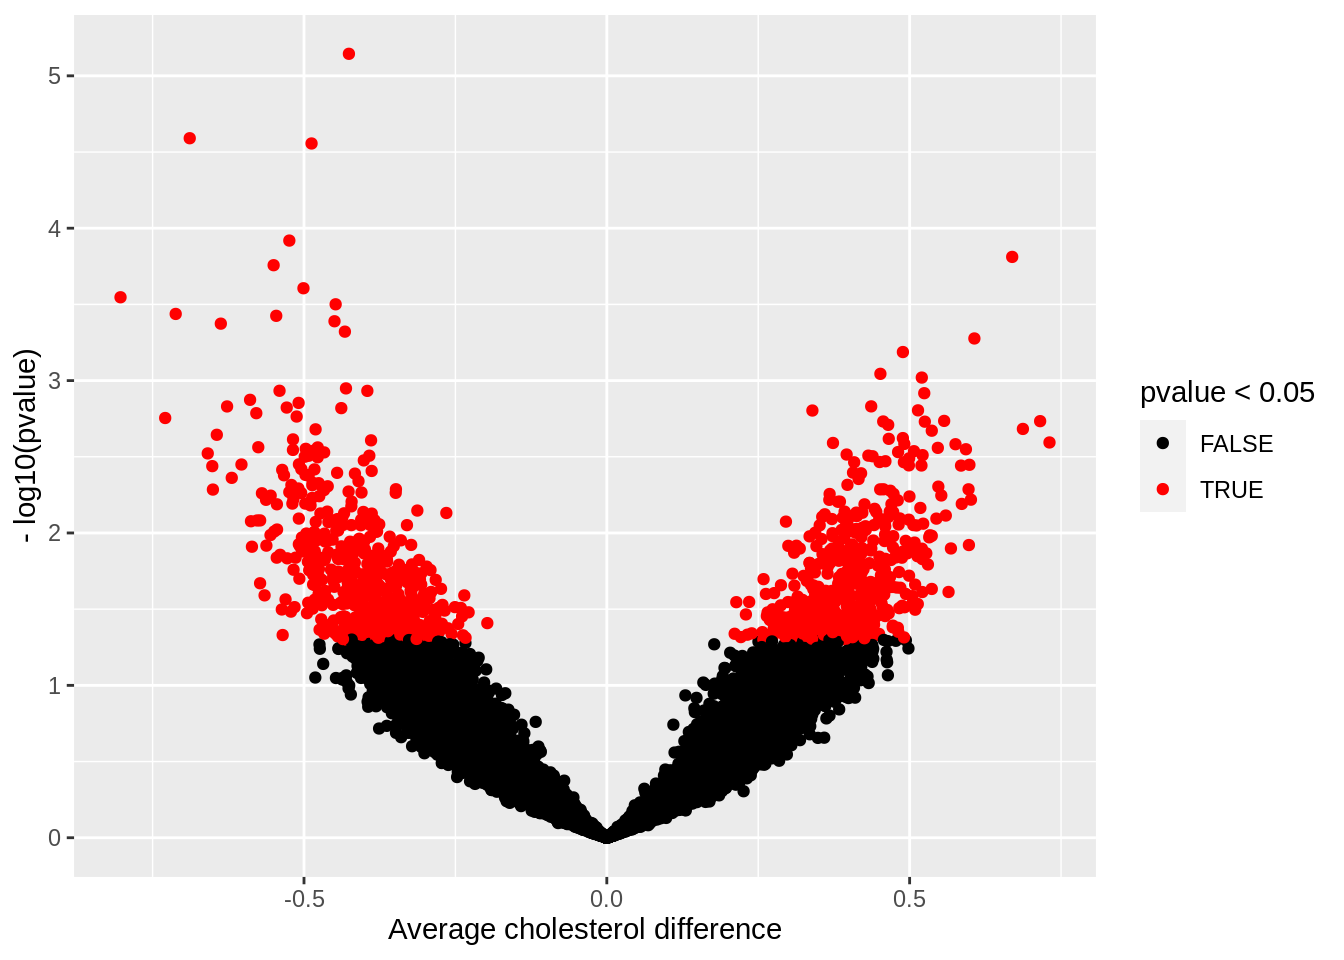 5
4
3
2
1
0
- log10(pvalue)
-0.5
0.0
0.5
Average cholesterol difference
pvalue < 0.05
FALSE
TRUE